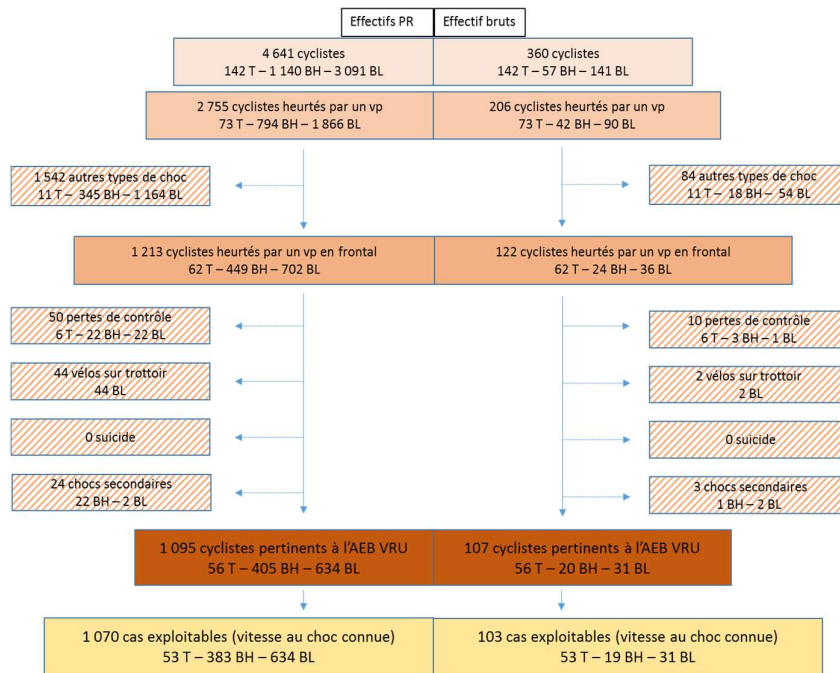 Effectifs PR
Effectif bruts
4 641 cyclistes
142 T – 1 140 BH – 3 091 BL
360 cyclistes
142 T – 57 BH – 141 BL
2 755 cyclistes heurtés par un vp
73 T – 794 BH – 1 866 BL
206 cyclistes heurtés par un vp
73 T – 42 BH – 90 BL
1 542 autres types de choc
11 T – 345 BH – 1 164 BL
84 autres types de choc
11 T – 18 BH – 54 BL
1 213 cyclistes heurtés par un vp en frontal
62 T – 449 BH – 702 BL
122 cyclistes heurtés par un vp en frontal
62 T – 24 BH – 36 BL
50 pertes de contrôle
6 T – 22 BH – 22 BL
10 pertes de contrôle
6 T – 3 BH – 1 BL
44 vélos sur trottoir
44 BL
2 vélos sur trottoir
2 BL
0 suicide
0 suicide
24 chocs secondaires
22 BH – 2 BL
3 chocs secondaires
1 BH – 2 BL
1 095 cyclistes pertinents à l'AEB VRU
56 T – 405 BH – 634 BL
107 cyclistes pertinents à l'AEB VRU
56 T – 20 BH – 31 BL
1 070 cas exploitables (vitesse au choc connue)
53 T – 383 BH – 634 BL
103 cas exploitables (vitesse au choc connue)
53 T – 19 BH – 31 BL